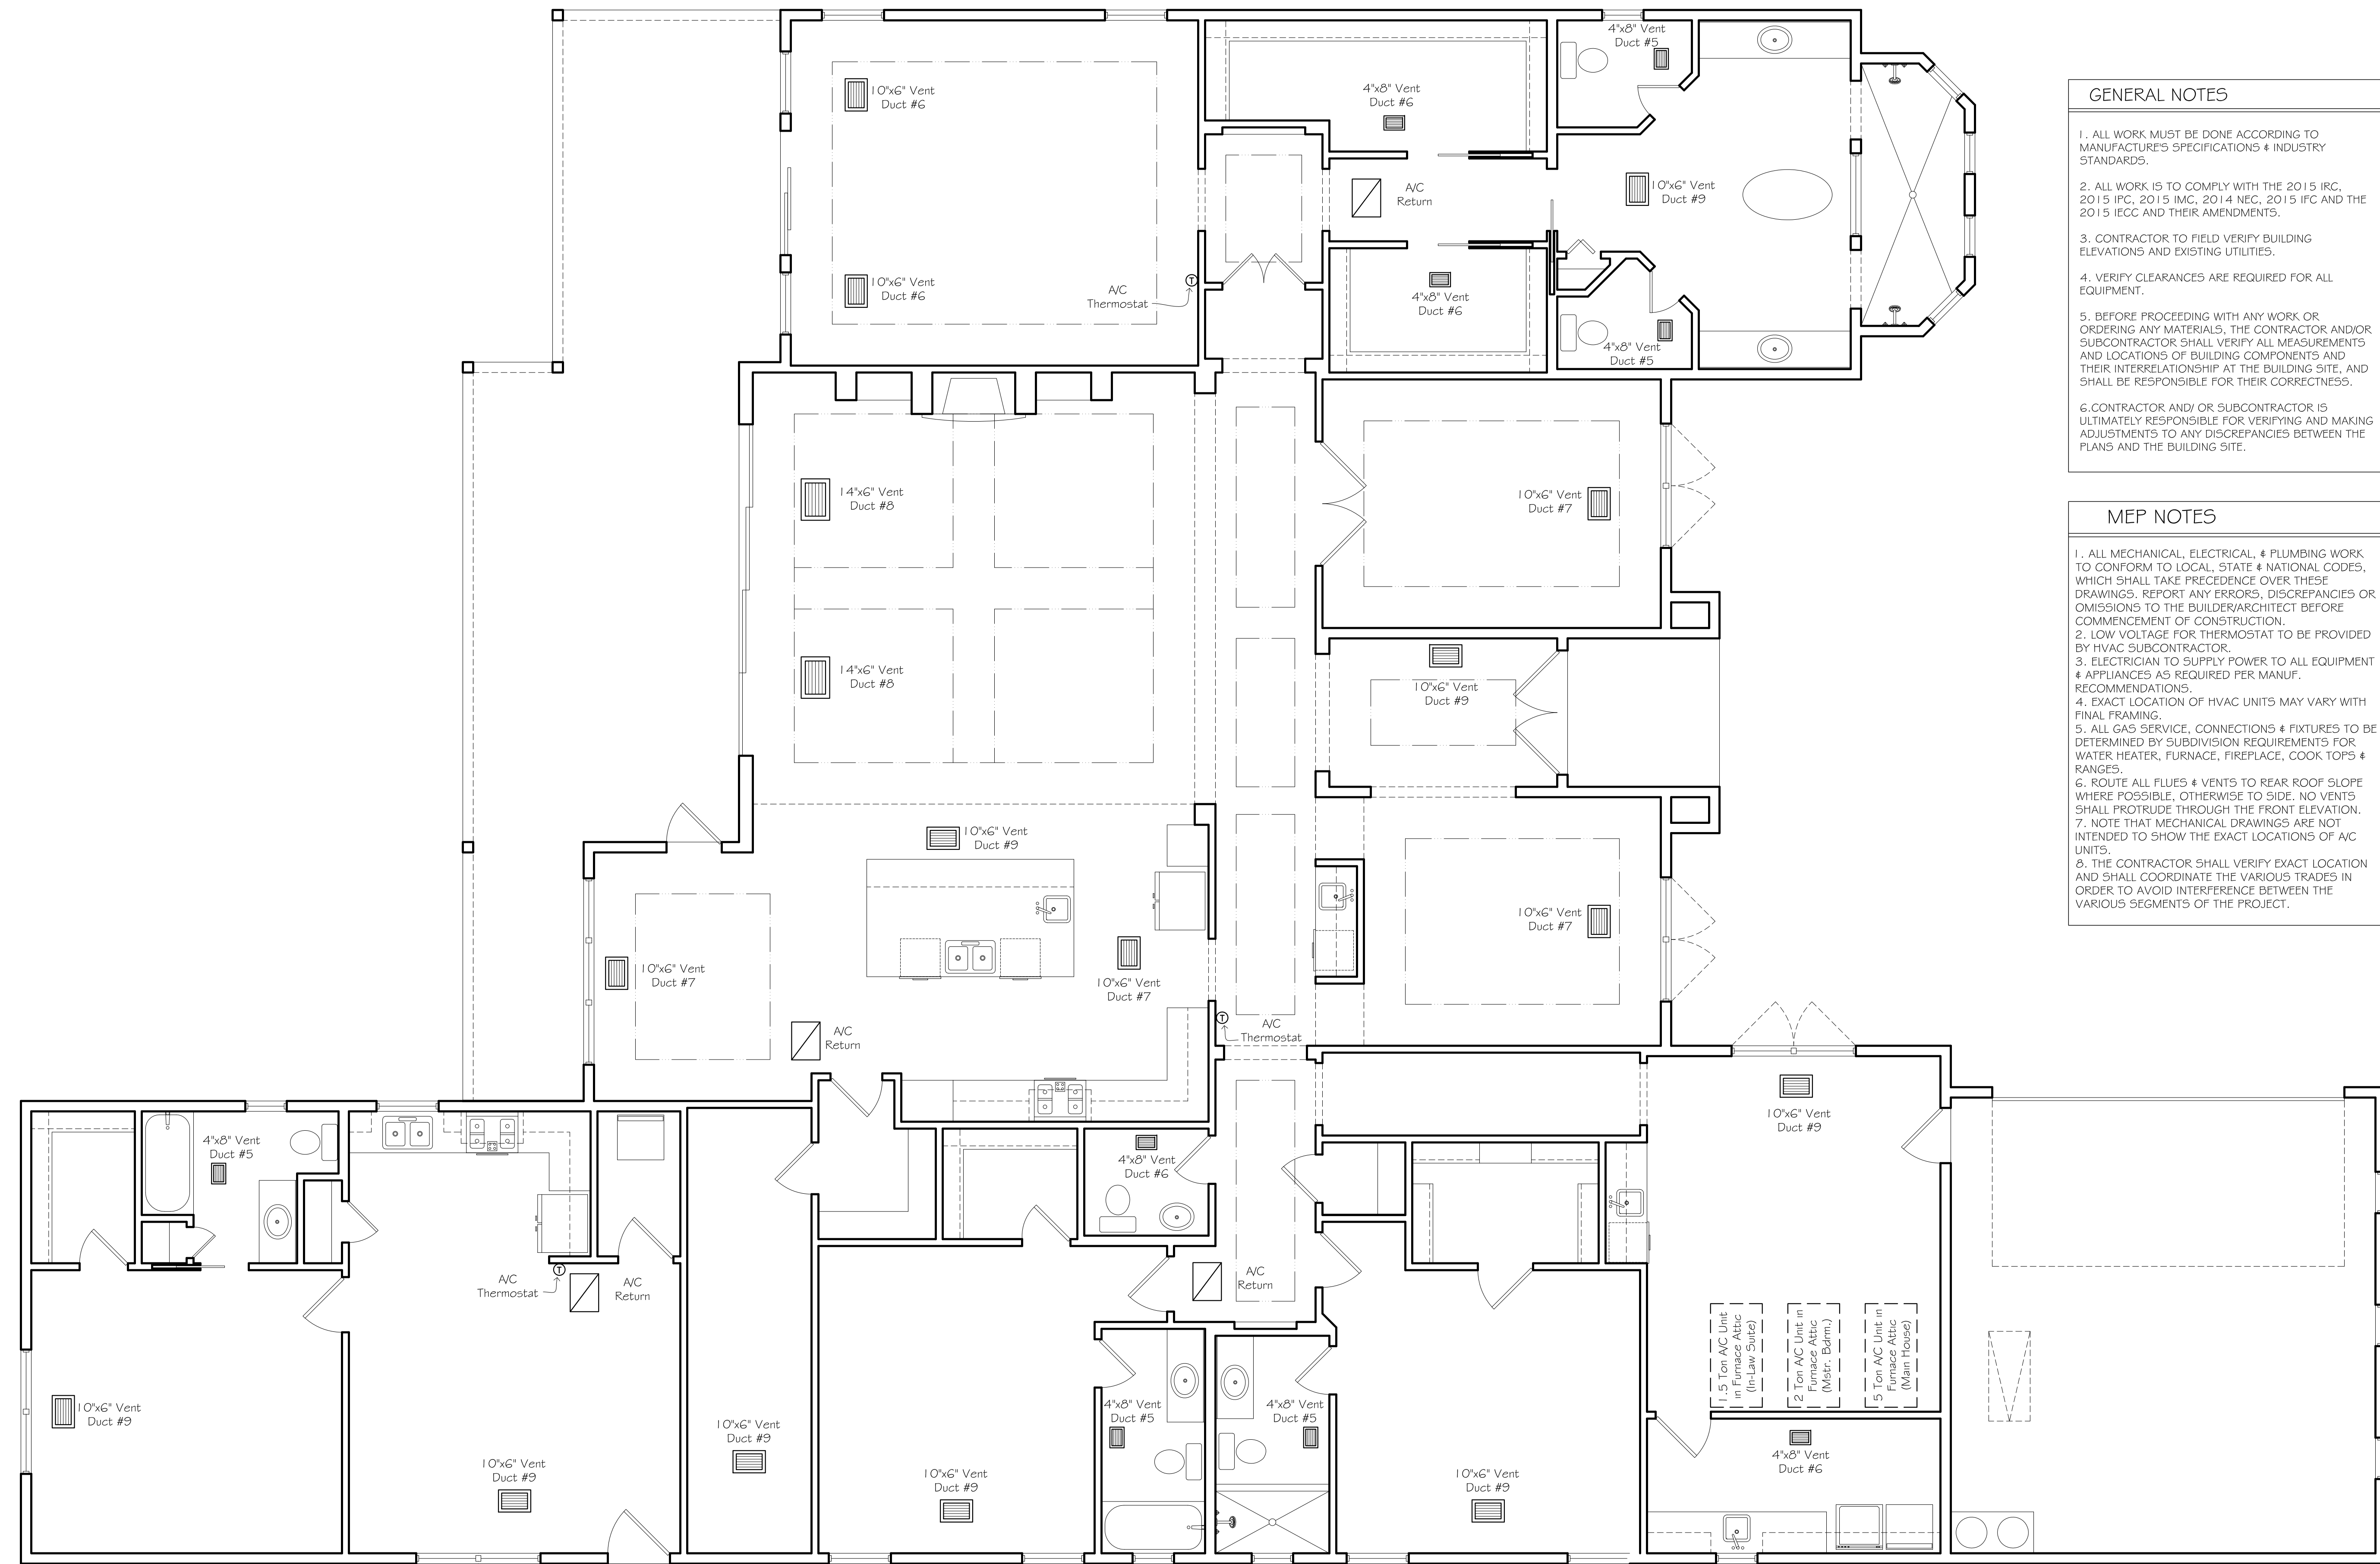 4"x8" Vent
Duct #5
10"x6" Vent
Duct #6
4"x8" Vent
Duct #6
A/C
Return
10"x6" Vent
Duct #9
10"x6" Vent
Duct #6
A/C
Thermostat
4"x8" Vent
Duct #6
4"x8" Vent
Duct #5
14"x6" Vent
Duct #8
10"x6" Vent
Duct #7
14"x6" Vent
Duct #8
10"x6" Vent
Duct #9
10"x6" Vent
Duct #9
10"x6" Vent
Duct #7
10"x6" Vent
Duct #7
10"x6" Vent
Duct #7
A/C
Return
T
A/C
Thermostat
T
10"x6" Vent
Duct #9
4"x8" Vent
Duct #5
4"x8" Vent
Duct #6
A/C
Thermostat
T
A/C
Return
A/C
Return
1.5 Ton A/C Unit
in Furnace Attic
(In-Law Suite)
2 Ton A/C Unit in
Furnace Attic
(Mstr. Bdrm.)
5 Ton A/C Unit in
Furnace Attic
(Main House)
10"x6" Vent
Duct #9
10"x6" Vent
Duct #9
10"x6" Vent
Duct #9
10"x6" Vent
Duct #9
4"x8" Vent
Duct #5
4"x8" Vent
Duct #5
10"x6" Vent
Duct #9
4"x8" Vent
Duct #6
GENERAL NOTES
1. ALL WORK MUST BE DONE ACCORDING TO
MANUFACTURE'S SPECIFICATIONS & INDUSTRY
STANDARDS.
2. ALL WORK IS TO COMPLY WITH THE 2015 IRC,
2015 IPC, 2015 IMC, 2014 NEC, 2015 IFC AND THE
2015 IECC AND THEIR AMENDMENTS.
3. CONTRACTOR TO FIELD VERIFY BUILDING
ELEVATIONS AND EXISTING UTILITIES.
4. VERIFY CLEARANCES ARE REQUIRED FOR ALL
EQUIPMENT.
5. BEFORE PROCEEDING WITH ANY WORK OR
ORDERING ANY MATERIALS, THE CONTRACTOR AND/OR
SUBCONTRACTOR SHALL VERIFY ALL MEASUREMENTS
AND LOCATIONS OF BUILDING COMPONENTS AND
THEIR INTERRELATIONSHIP AT THE BUILDING SITE, AND
SHALL BE RESPONSIBLE FOR THEIR CORRECTNESS.
6.CONTRACTOR AND/ OR SUBCONTRACTOR IS
ULTIMATELY RESPONSIBLE FOR VERIFYING AND MAKING
ADJUSTMENTS TO ANY DISCREPANCIES BETWEEN THE
PLANS AND THE BUILDING SITE.
MEP NOTES
1. ALL MECHANICAL, ELECTRICAL, & PLUMBING WORK
TO CONFORM TO LOCAL, STATE & NATIONAL CODES,
WHICH SHALL TAKE PRECEDENCE OVER THESE
DRAWINGS. REPORT ANY ERRORS, DISCREPANCIES OR
OMISSIONS TO THE BUILDER/ARCHITECT BEFORE
COMMENCEMENT OF CONSTRUCTION.
2. LOW VOLTAGE FOR THERMOSTAT TO BE PROVIDED
BY HVAC SUBCONTRACTOR.
3. ELECTRICIAN TO SUPPLY POWER TO ALL EQUIPMENT
& APPLIANCES AS REQUIRED PER MANUF.
RECOMMENDATIONS.
4. EXACT LOCATION OF HVAC UNITS MAY VARY WITH
FINAL FRAMING.
5. ALL GAS SERVICE, CONNECTIONS & FIXTURES TO BE
DETERMINED BY SUBDIVISION REQUIREMENTS FOR
WATER HEATER, FURNACE, FIREPLACE, COOK TOPS &
RANGES.
6. ROUTE ALL FLUES & VENTS TO REAR ROOF SLOPE
WHERE POSSIBLE, OTHERWISE TO SIDE. NO VENTS
SHALL PROTRUDE THROUGH THE FRONT ELEVATION.
7. NOTE THAT MECHANICAL DRAWINGS ARE NOT
INTENDED TO SHOW THE EXACT LOCATIONS OF A/C
UNITS.
8. THE CONTRACTOR SHALL VERIFY EXACT LOCATION
AND SHALL COORDINATE THE VARIOUS TRADES IN
ORDER TO AVOID INTERFERENCE BETWEEN THE
VARIOUS SEGMENTS OF THE PROJECT.